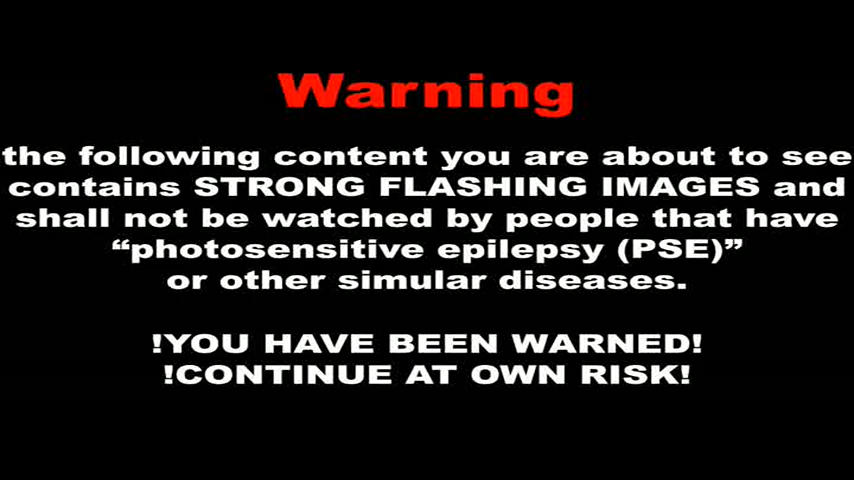 Warning
the following content you are about to see
contains STRONG FLASHING IMAGES and
shall not be watched by people that have
“photosensitive epilepsy (PSE)”
or other simular diseases.
!YOU HAVE BEEN WARNED!
!CONTINUE AT OWN RISK!